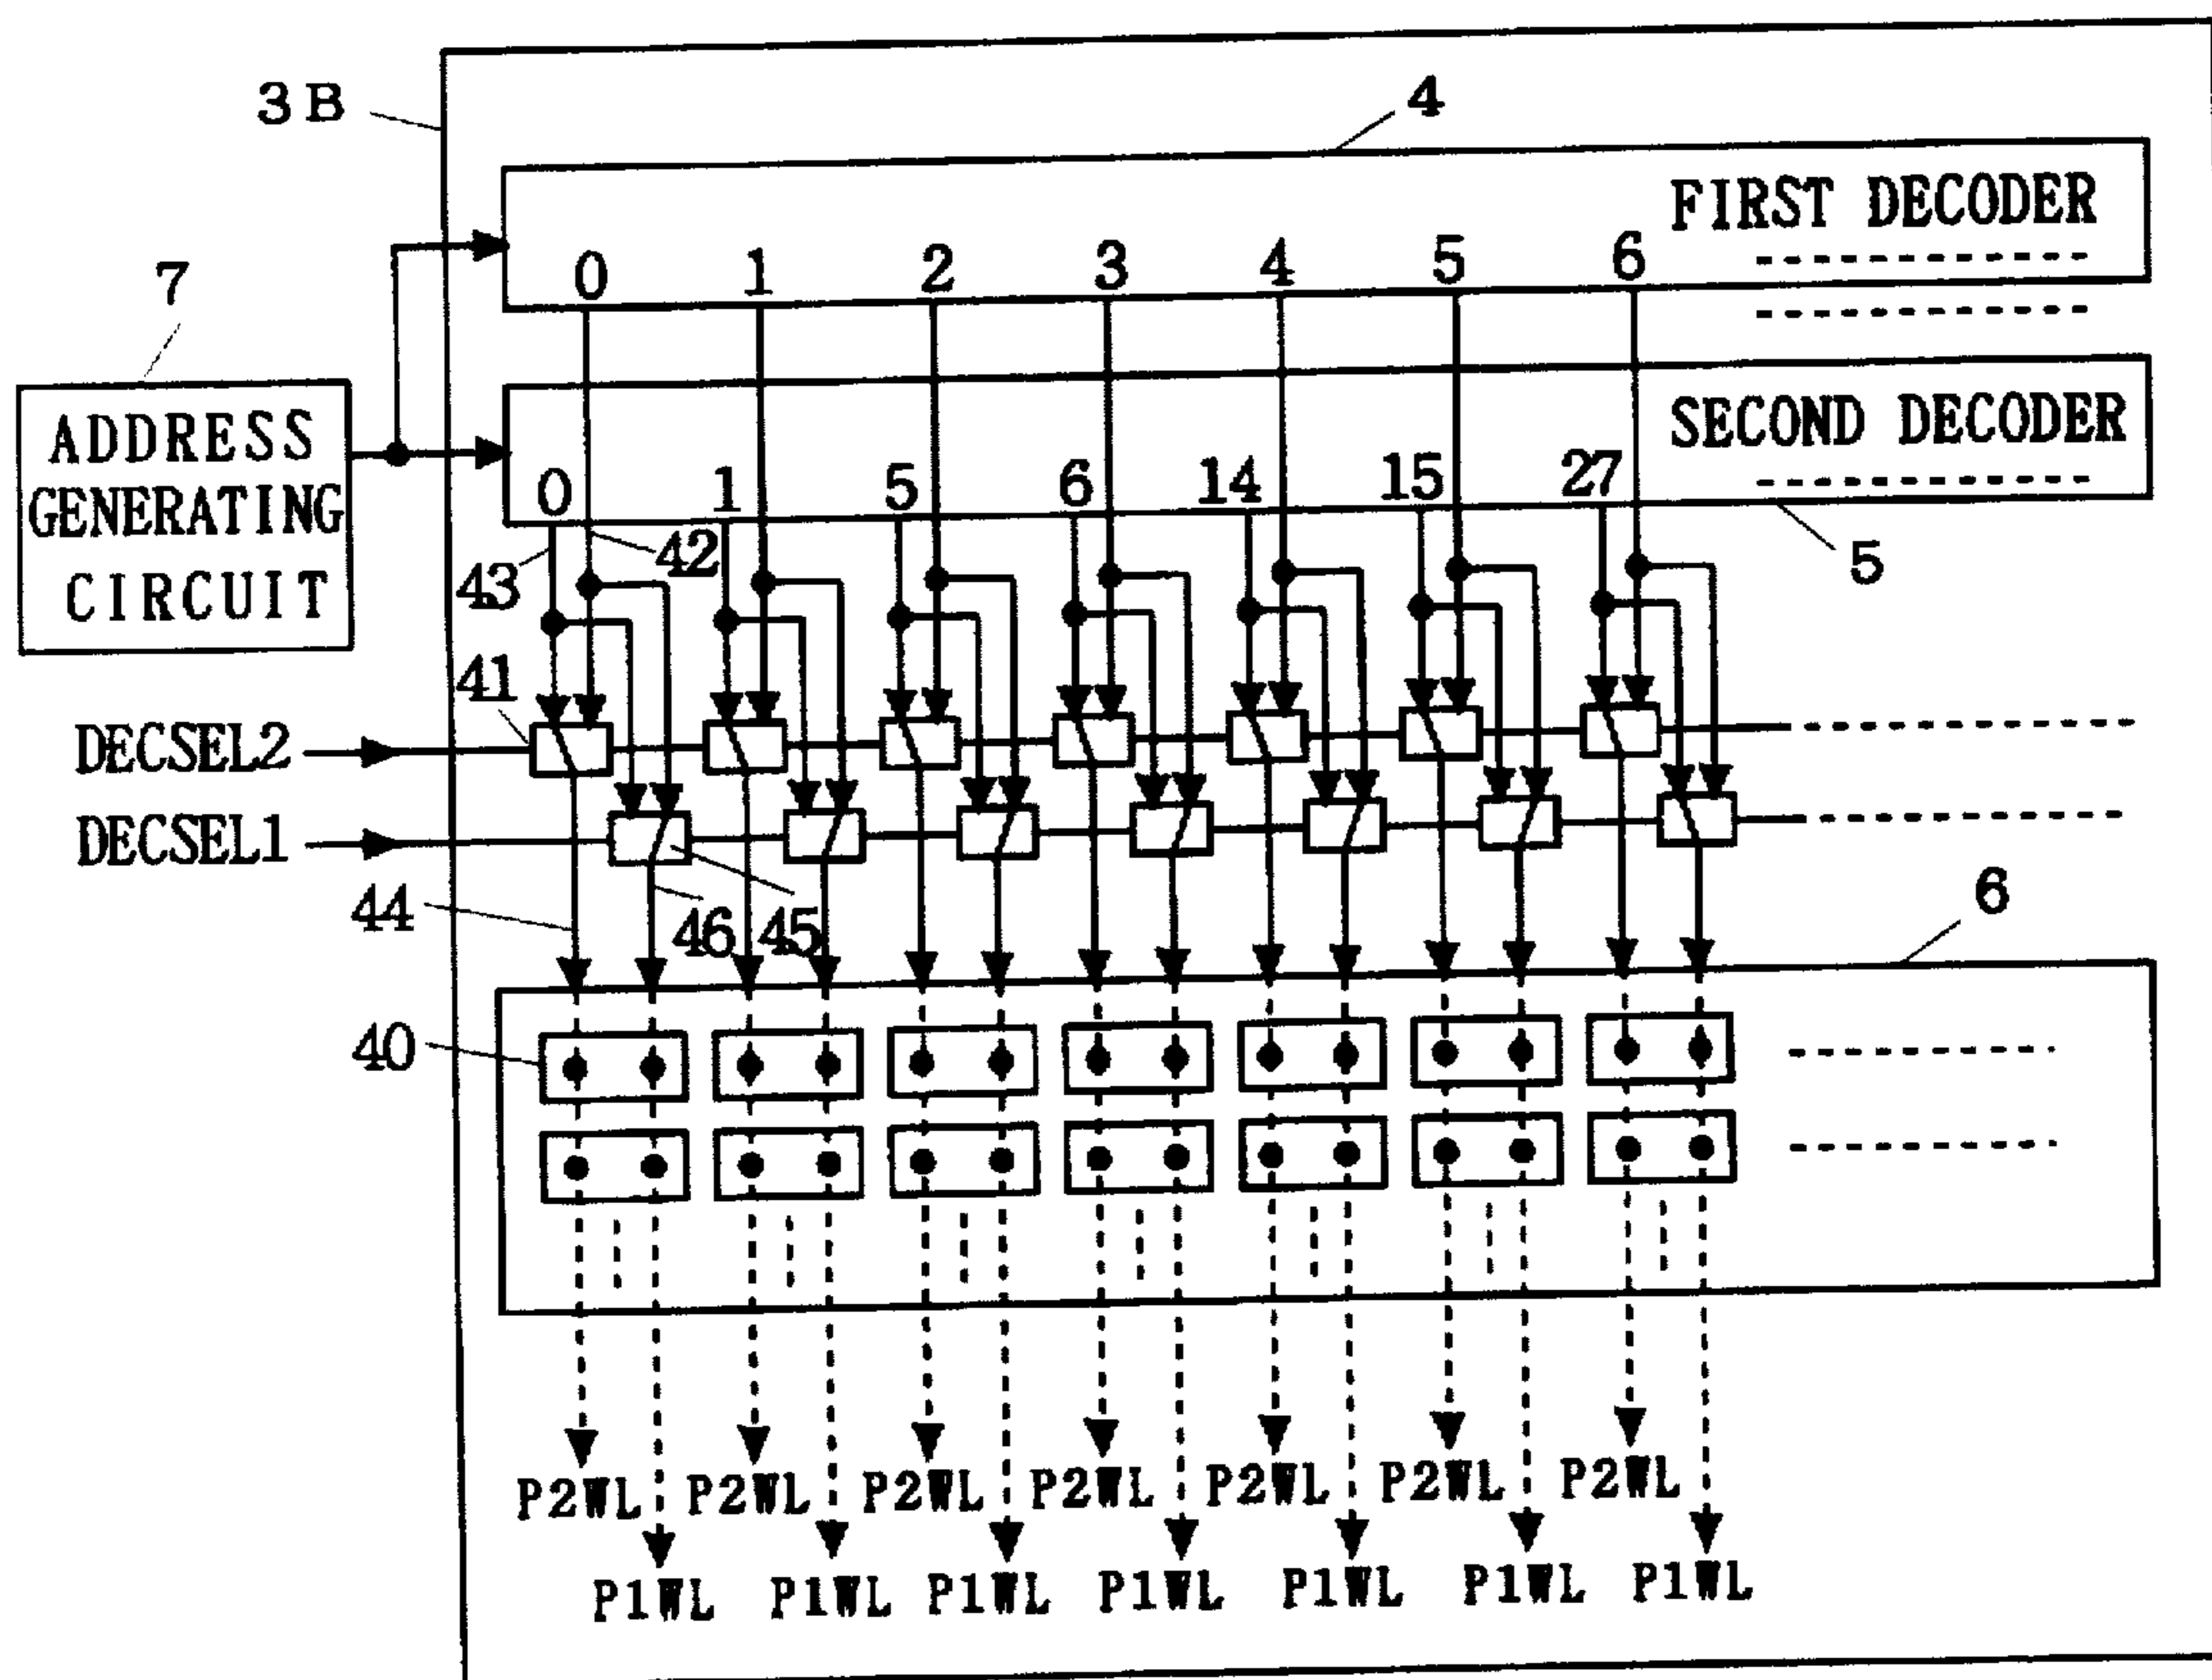 3B
4
FIRST DECODER
0 1 2 3 4 5 6
7
ADDRESS
GENERATING
CIRCUIT
SECOND DECODER
0 1 5 6 14 15 27
43
42
5
41
DECSEL2
DECSEL1
44
46
45
6
40
P2WL P2WL P2WL P2WL P2WL P2WL P2WL
P1WL P1WL P1WL P1WL P1WL P1WL P1WL